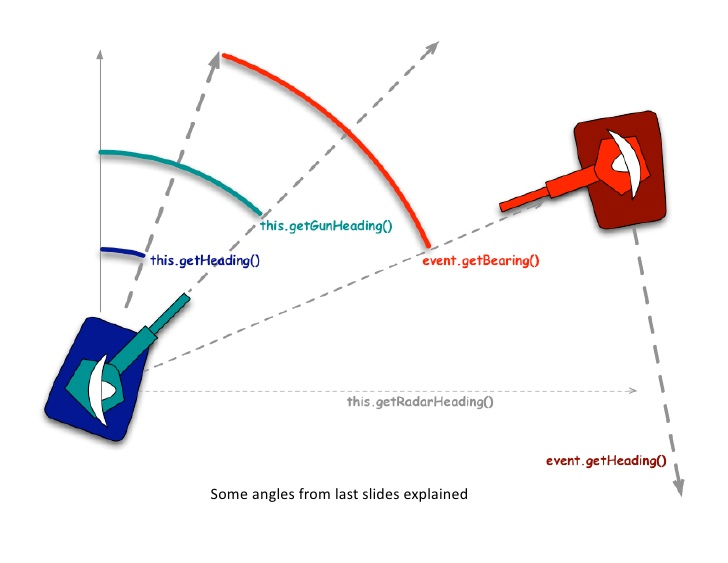 this.getGunHeading()
this.getHeading()
event.getBearing()
this.getRadarHeading()
event.getHeading()
Some angles from last slides explained